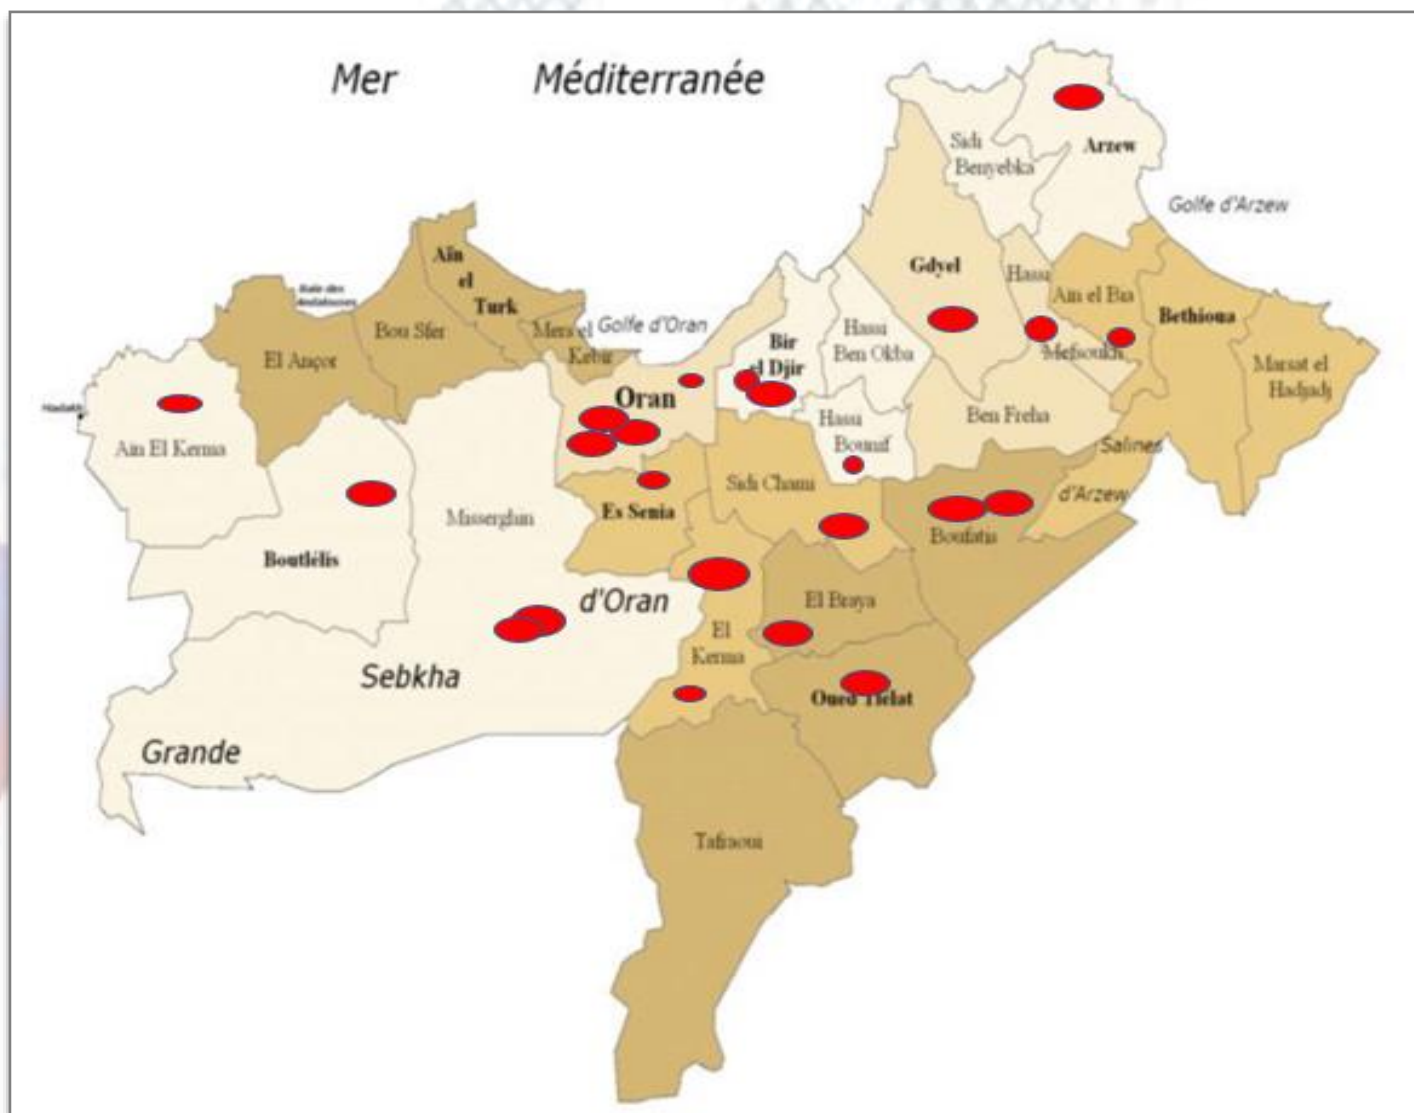 Mer Méditerranée
Arzew
Sidi
Benyebka
Golfe d'Arzew
Aïn
el
Turk
Gdyel
Hassi
Ain el Bia
Bethioua
Bou Sfer
Mers el
Kebir
Golfe d'Oran
Bir
el Djir
Hassi
Ben Okba
Mefsoukh
Marsat el
Hadjadj
El Ançor
Oran
Hassi
Bounif
Ben Freha
Ain El Kerma
Salines
d'Arzew
Misserghin
Es Senia
Sidi Chami
Boufatis
Boutlélis
d'Oran
El Braya
El
Kerma
Sebkha
Oued Tlelat
Grande
Tafraoui